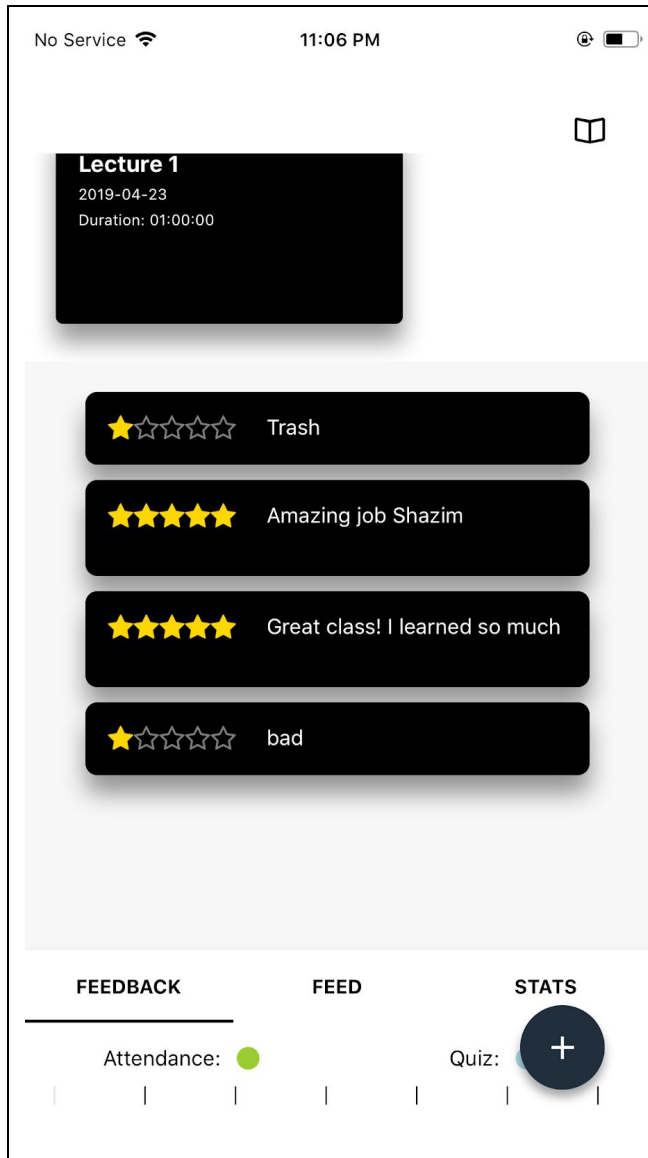 No Service 11:06 PM
Lecture 1
2019-04-23
Duration: 01:00:00
Trash
Amazing job Shazim
Great class! I learned so much
bad
FEEDBACK FEED STATS
Attendance: Quiz:
+